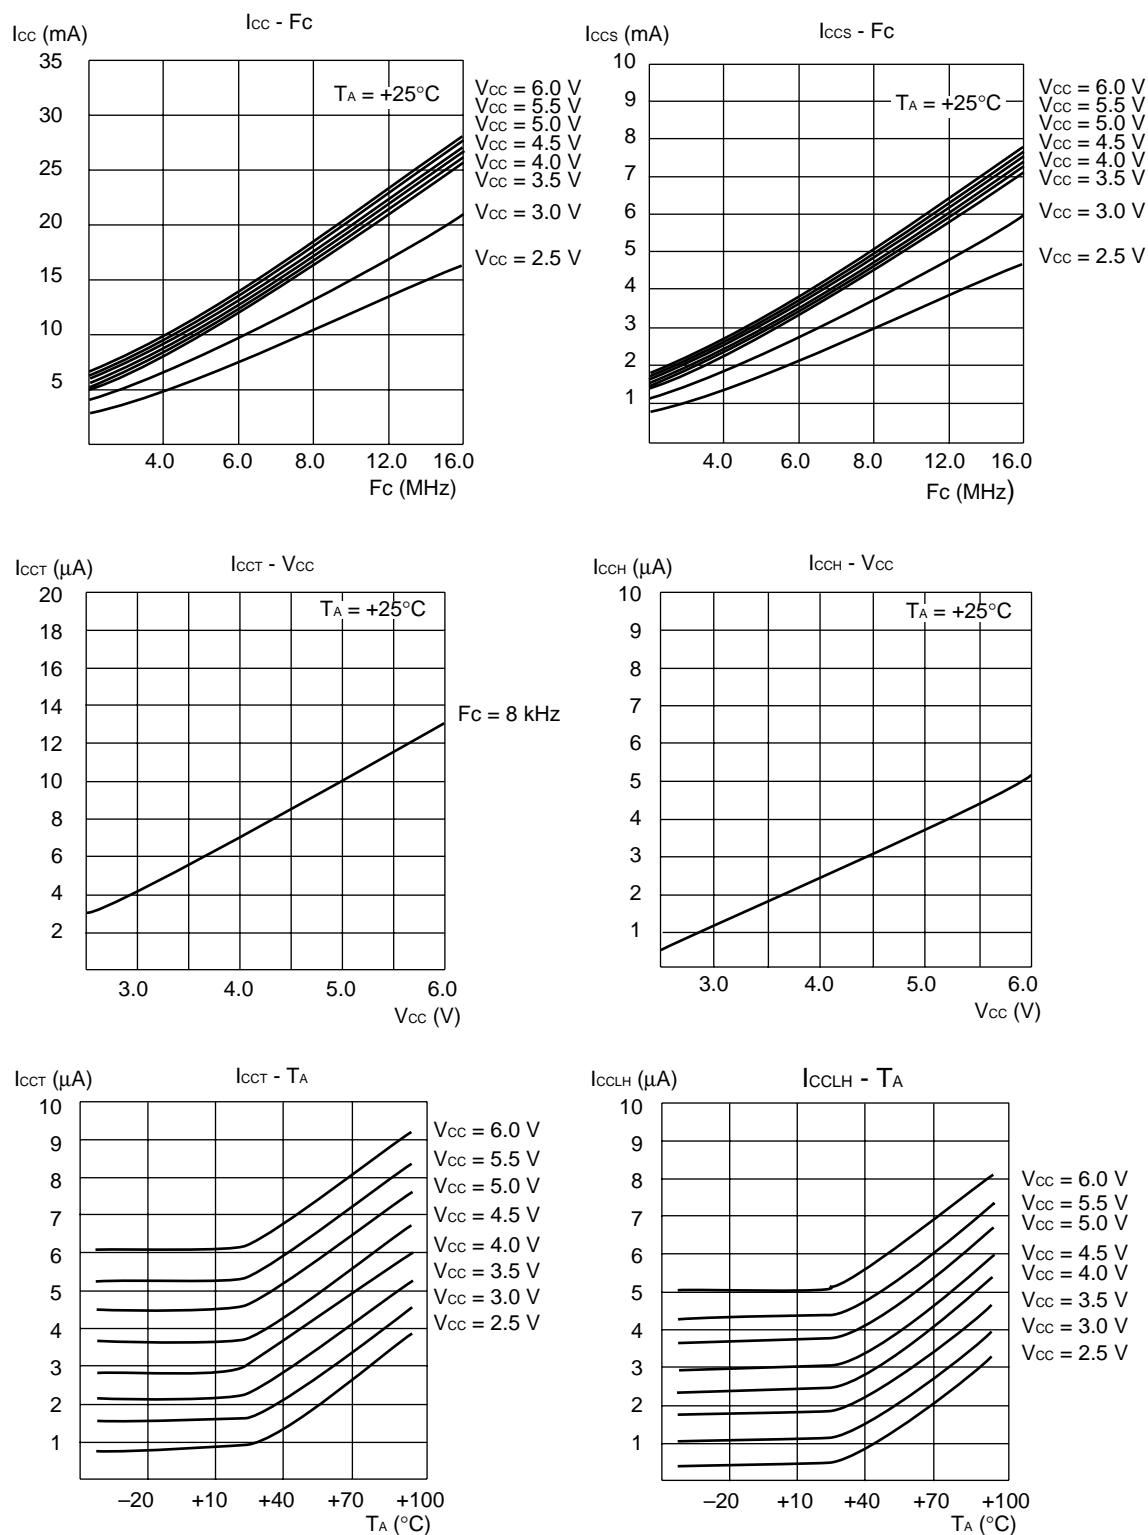 ICC (mA)
ICC - Fc
35
30
25
20
15
10
5
TA = +25°C
VCC = 6.0 V
VCC = 5.5 V
VCC = 5.0 V
VCC = 4.5 V
VCC = 4.0 V
VCC = 3.5 V
VCC = 3.0 V
VCC = 2.5 V
4.0 6.0 8.0 12.0 16.0
Fc (MHz)
ICCS (mA)
ICCS - Fc
10
9
8
7
6
5
4
3
2
1
TA = +25°C
VCC = 6.0 V
VCC = 5.5 V
VCC = 5.0 V
VCC = 4.5 V
VCC = 4.0 V
VCC = 3.5 V
VCC = 3.0 V
VCC = 2.5 V
4.0 6.0 8.0 12.0 16.0
Fc (MHz)
ICCT (µA)
ICCT - VCC
20
18
16
14
12
10
8
6
4
2
TA = +25°C
Fc = 8 kHz
3.0 4.0 5.0 6.0
VCC (V)
ICCH (µA)
ICCH - VCC
10
9
8
7
6
5
4
3
2
1
TA = +25°C
3.0 4.0 5.0 6.0
VCC (V)
ICCT (µA)
ICCT - TA
10
9
8
7
6
5
4
3
2
1
VCC = 6.0 V
VCC = 5.5 V
VCC = 5.0 V
VCC = 4.5 V
VCC = 4.0 V
VCC = 3.5 V
VCC = 3.0 V
VCC = 2.5 V
–20 +10 +40 +70 +100
TA (°C)
ICCLH (µA)
ICCLH - TA
10
9
8
7
6
5
4
3
2
1
VCC = 6.0 V
VCC = 5.5 V
VCC = 5.0 V
VCC = 4.5 V
VCC = 4.0 V
VCC = 3.5 V
VCC = 3.0 V
VCC = 2.5 V
–20 +10 +40 +70 +100
TA (°C)